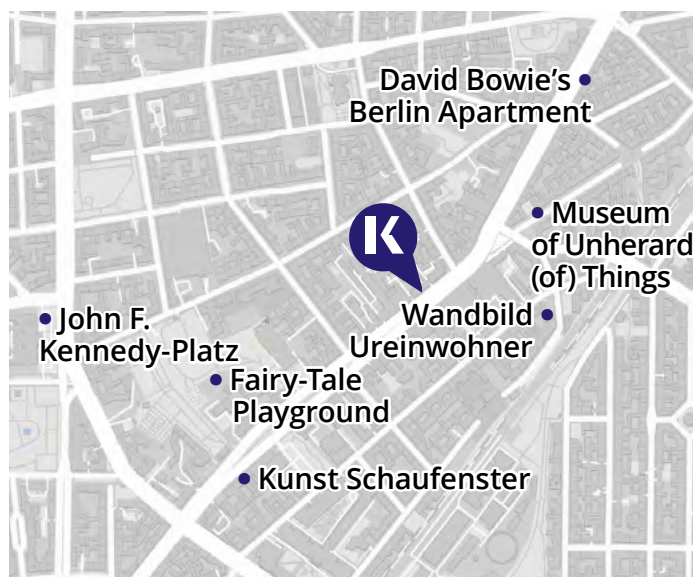 David Bowie's
Berlin Apartment
Museum
of Unherard
(of) Things
K
Wandbild
Ureinwohner
John F.
Kennedy-Platz
Fairy-Tale
Playground
Kunst Schaufenster